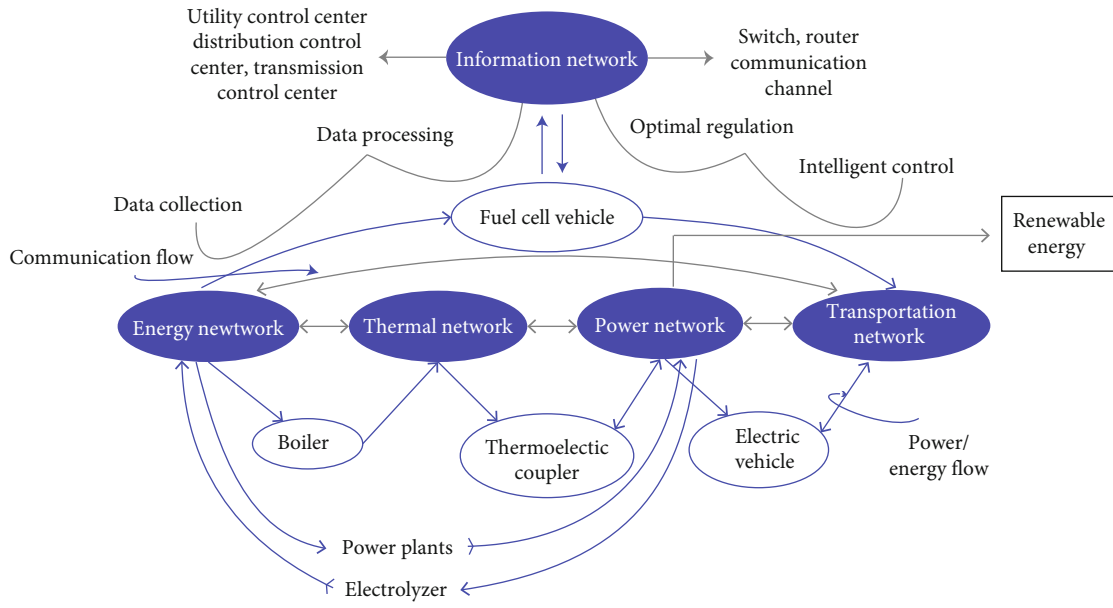 Utility control center
distribution control
center, transmission
control center
Information network
Switch, router
communication
channel
Data processing
Optimal regulation
Intelligent control
Data collection
Fuel cell vehicle
Renewable
energy
Communication flow
Energy newtwork
Thermal network
Power network
Transportation
network
Boiler
Thermoelectic
coupler
Electric
vehicle
Power/
energy flow
Power plants
Electrolyzer